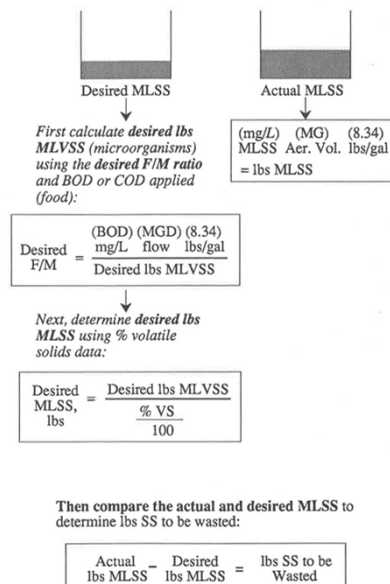 Desired MLSS
First calculate desired lbs
MLVSS (microorganisms)
using the desired F/M ratio
and BOD or COD applied
(food):
Desired
F/M
=
(BOD) (MGD) (8.34)
mg/L flow lbs/gal
Desired lbs MLVSS
Next, determine desired lbs
MLSS using % volatile
solids data:
Desired
MLSS,
lbs
=
Desired lbs MLVSS
% VS
100
Actual MLSS
(mg/L) (MG) (8.34)
MLSS Aer. Vol. lbs/gal
= lbs MLSS
Then compare the actual and desired MLSS to
determine lbs SS to be wasted:
Actual - Desired = lbs SS to be
lbs MLSS lbs MLSS Wasted